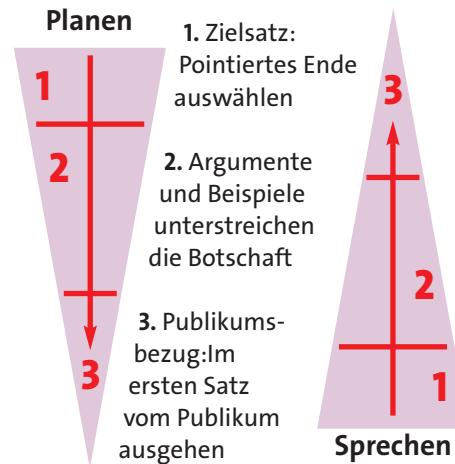 Planen
1. Zielsatz:
Pointiertes Ende
auswählen
2. Argumente
und Beispiele
unterstreichen
die Botschaft
3. Publikums-
bezug:Im
ersten Satz
vom Publikum
ausgehen
1
2
3
3
2
1
Sprechen